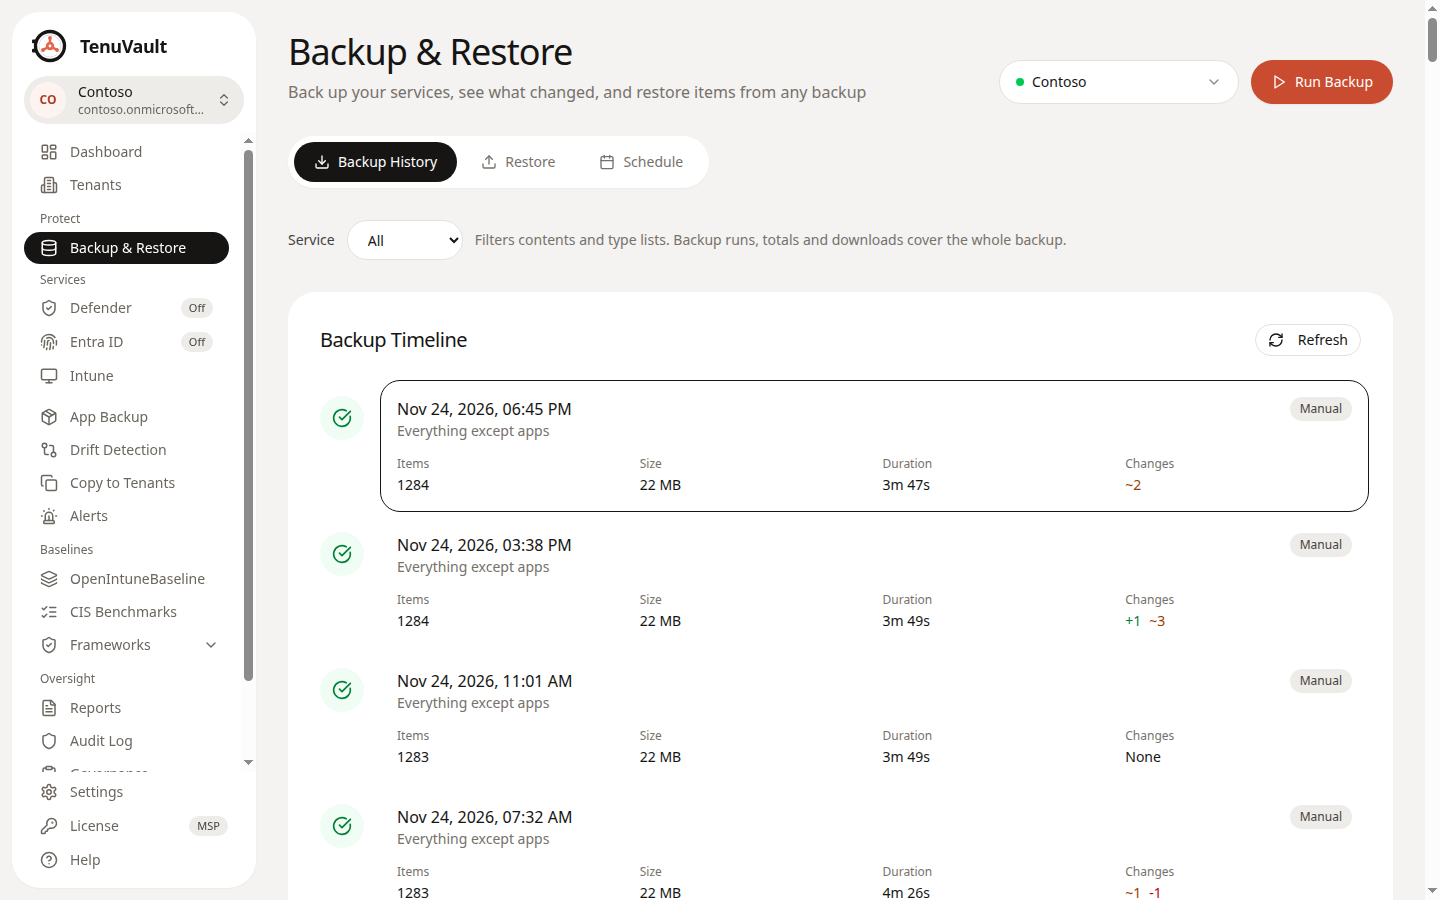 TenuVault
CO
Contoso
contoso.onmicrosoft...
Dashboard
Tenants
Protect
Backup & Restore
Services
Defender Off
Entra ID Off
Intune
App Backup
Drift Detection
Copy to Tenants
Alerts
Baselines
OpenIntuneBaseline
CIS Benchmarks
Frameworks
Oversight
Reports
Audit Log
Settings
License MSP
Help
Backup & Restore
Back up your services, see what changed, and restore items from any backup
Contoso
Run Backup
Backup History Restore Schedule
Service All Filters contents and type lists. Backup runs, totals and downloads cover the whole backup.
Backup Timeline
Refresh
Nov 24, 2026, 06:45 PM Manual
Everything except apps
Items Size Duration Changes
1284 22 MB 3m 47s ~2
Nov 24, 2026, 03:38 PM Manual
Everything except apps
Items Size Duration Changes
1284 22 MB 3m 49s +1 ~3
Nov 24, 2026, 11:01 AM Manual
Everything except apps
Items Size Duration Changes
1283 22 MB 3m 49s None
Nov 24, 2026, 07:32 AM Manual
Everything except apps
Items Size Duration Changes
1283 22 MB 4m 26s ~1 -1